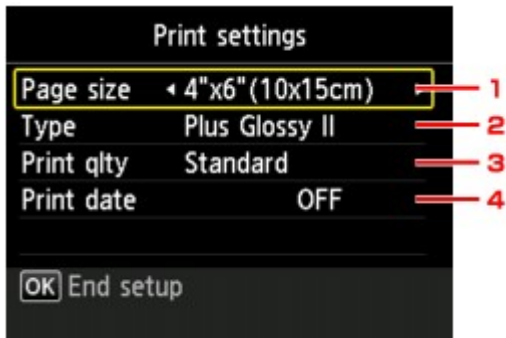 Print settings
Page size 4"x6"(10x15cm) 1
Type Plus Glossy II 2
Print qlty Standard 3
Print date OFF 4
OK End setup